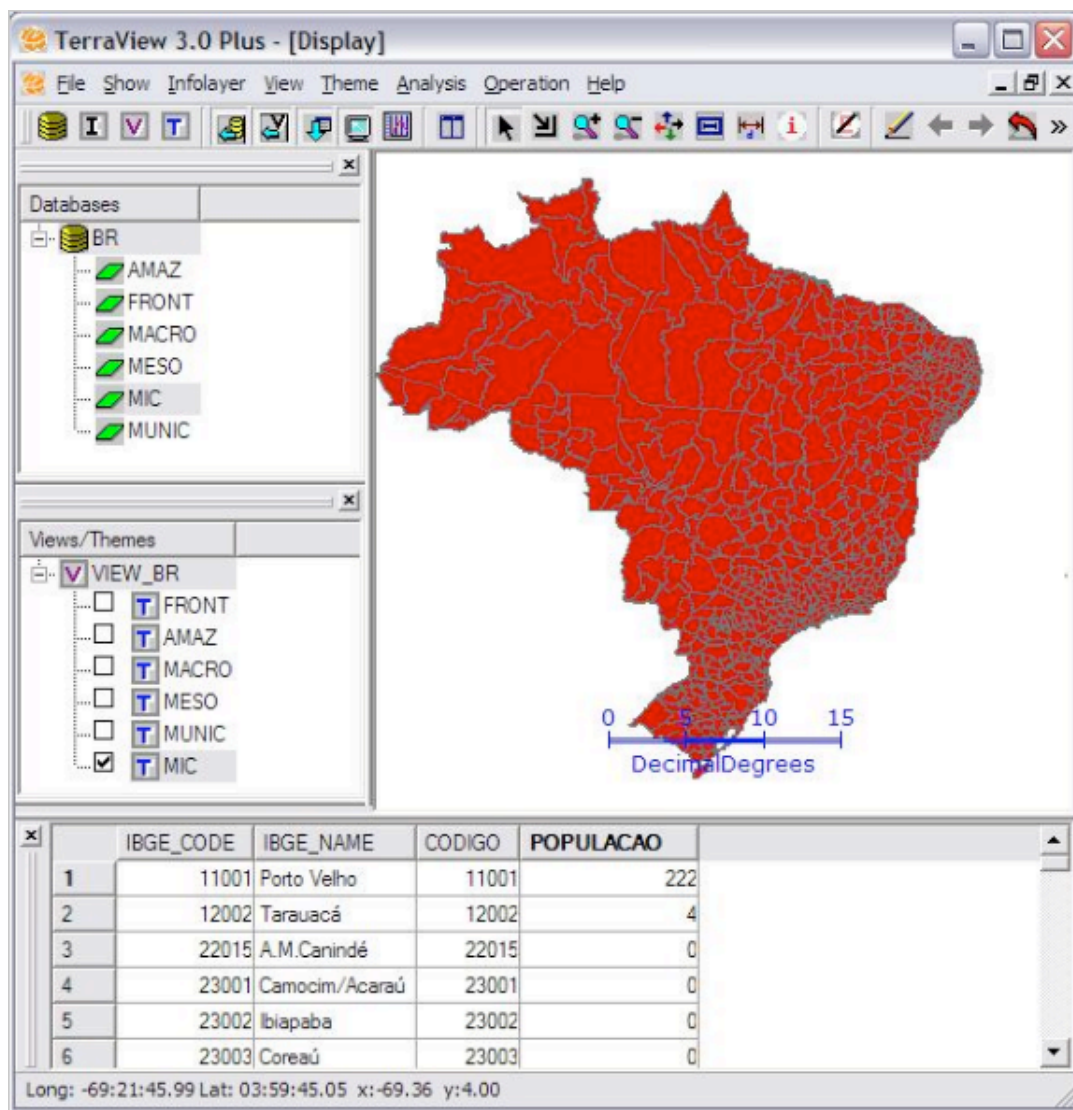 TerraView 3.0 Plus - [Display]
File Show Infolayer View Theme Analysis Operation Help
I V T i »
Databases
BR
AMAZ
FRONT
MACRO
MESO
MIC
MUNIC
Views/Themes
V VIEW_BR
T FRONT
T AMAZ
T MACRO
T MESO
T MUNIC
T MIC
0 5 10 15
DecimalDegrees
IBGE_CODE IBGE_NAME CODIGO POPULACAO
1 11001 Porto Velho 11001 222
2 12002 Tarauacá 12002 4
3 22015 A.M.Canindé 22015 0
4 23001 Camocim/Acaraú 23001 0
5 23002 Ibiapaba 23002 0
6 23003 Coreaú 23003 0
Long: -69:21:45.99 Lat: 03:59:45.05 x:-69.36 y:4.00